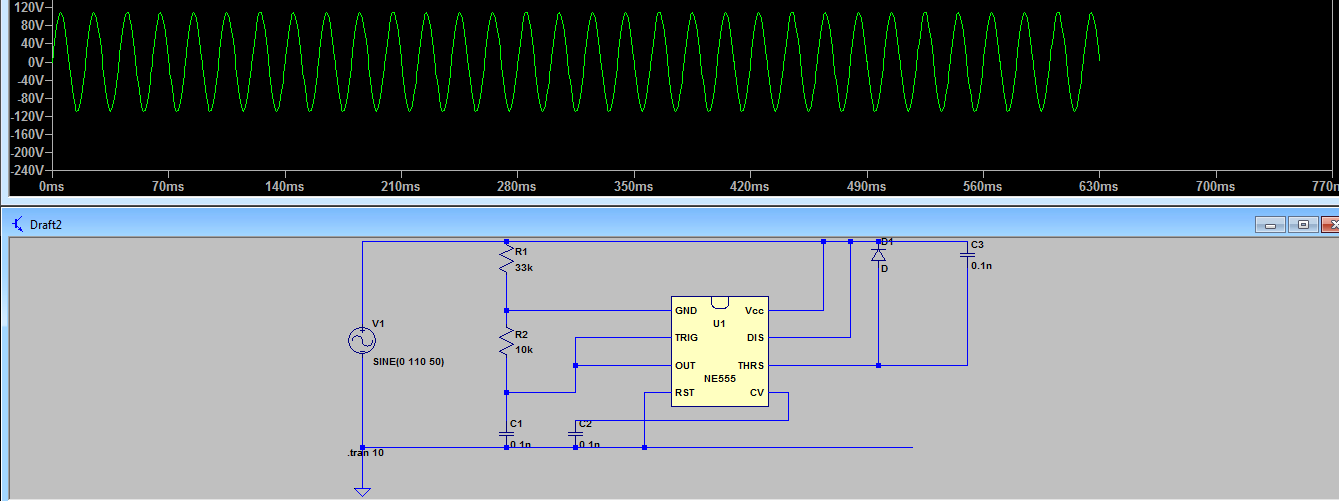 120V
80V
40V
0V
-40V
-80V
-120V
-160V
-200V
-240V
0ms 70ms 140ms 210ms 280ms 350ms 420ms 490ms 560ms 630ms 700ms 770m
Draft2
R1
33k
D1
D
C3
0.1n
V1
SINE(0 110 50)
R2
10k
GND Vcc
U1
TRIG DIS
OUT THRS
NE555
RST CV
C1
0.1n
C2
0.1n
.tran 10